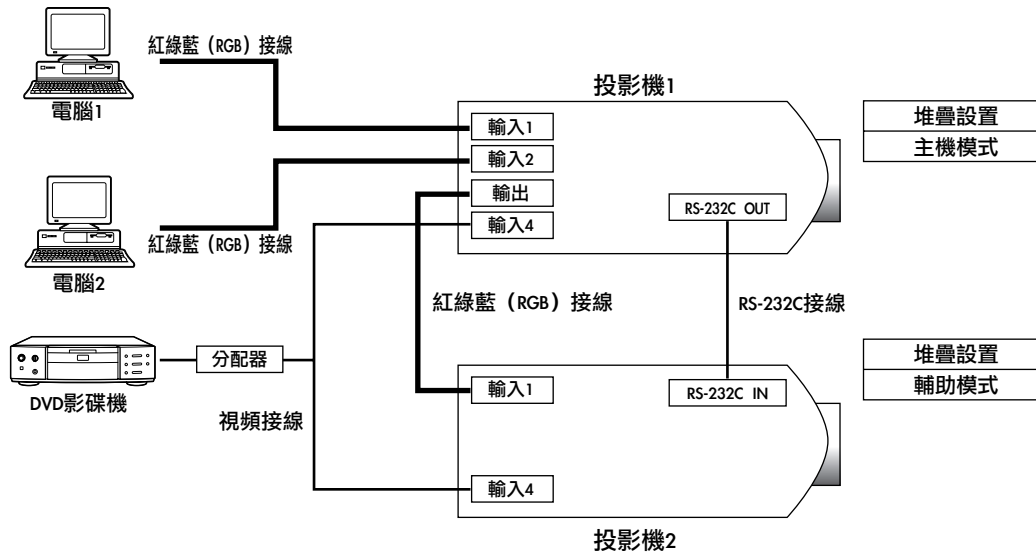 紅綠藍（RGB）接線
電腦1
投影機1
堆疊設置
主機模式
輸入1
輸入2
輸出
輸入4
RS-232C OUT
紅綠藍（RGB）接線
電腦2
紅綠藍（RGB）接線
RS-232C接線
分配器
DVD影碟機
視頻接線
堆疊設置
輔助模式
輸入1
RS-232C IN
輸入4
投影機2